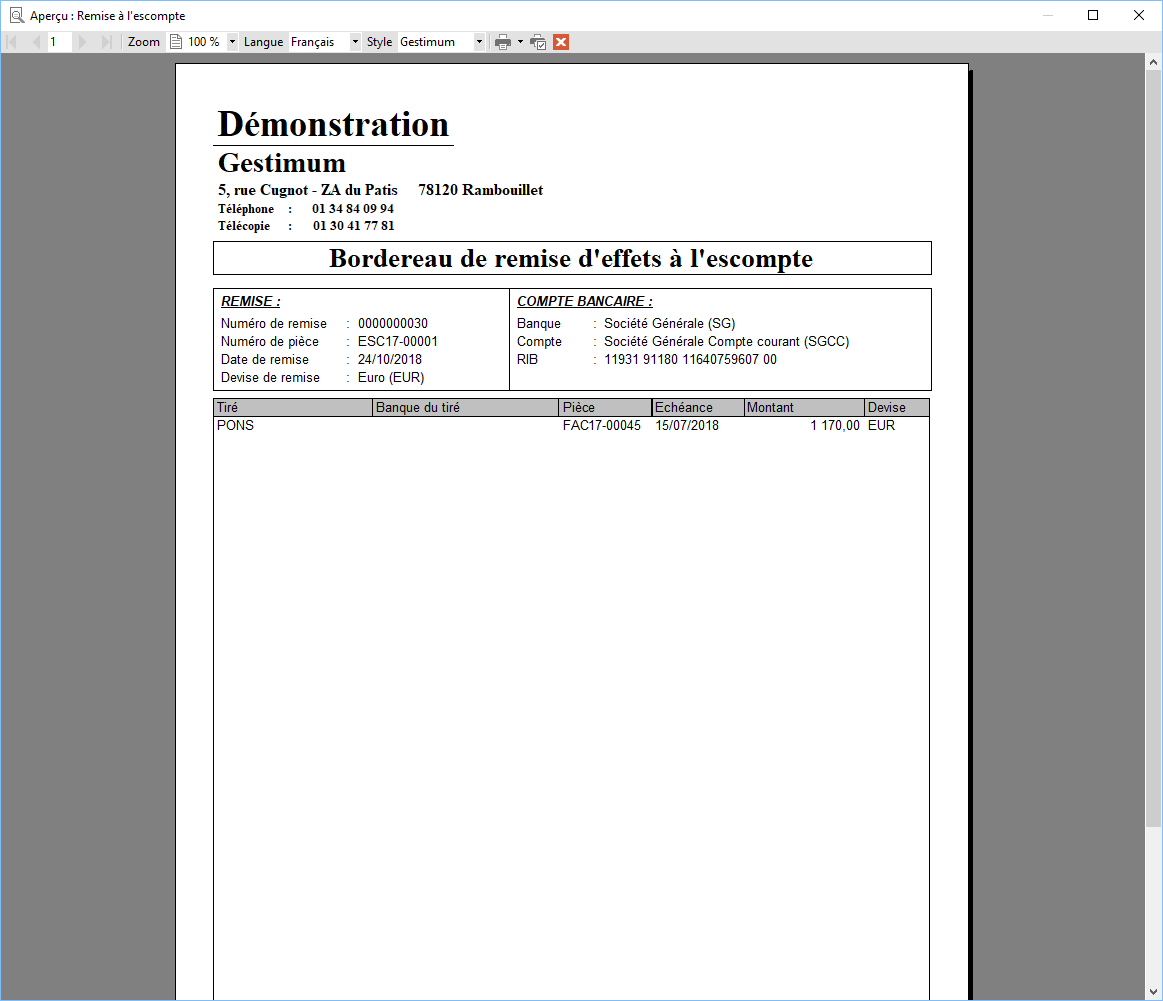 Aperçu : Remise à l'escompte
1 Zoom 100 % Langue Français Style Gestimum
Démonstration
Gestimum
5, rue Cugnot - ZA du Patis 78120 Rambouillet
Téléphone : 01 34 84 09 94
Télécopie : 01 30 41 77 81
Bordereau de remise d'effets à l'escompte
REMISE :
Numéro de remise : 0000000030
Numéro de pièce : ESC17-00001
Date de remise : 24/10/2018
Devise de remise : Euro (EUR)
COMPTE BANCAIRE :
Banque : Société Générale (SG)
Compte : Société Générale Compte courant (SGCC)
RIB : 11931 91180 11640759607 00
Tiré Banque du tiré Pièce Echéance Montant Devise
PONS FAC17-00045 15/07/2018 1 170,00 EUR